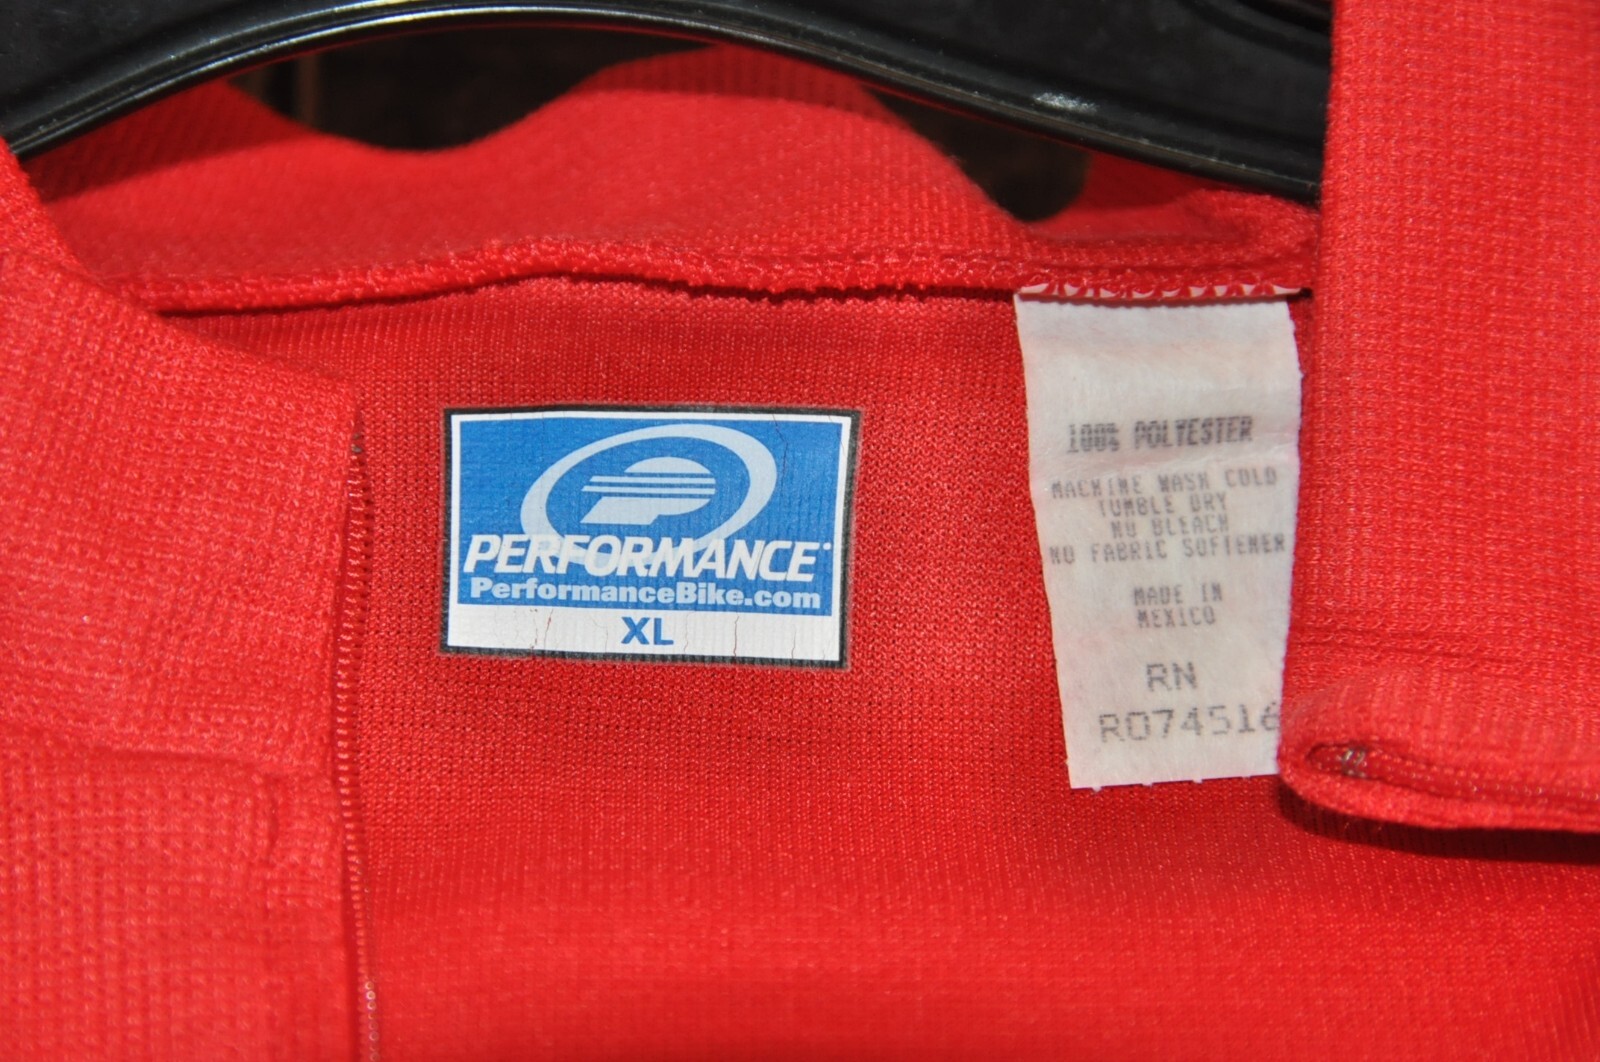 PERFORMANCE
PerformanceBike.com
XL
100% POLYESTER
MACHINE WASH COLD
TUMBLE DRY
NO BLEACH
NO FABRIC SOFTENER
MADE IN
MEXICO
RN
RO74516